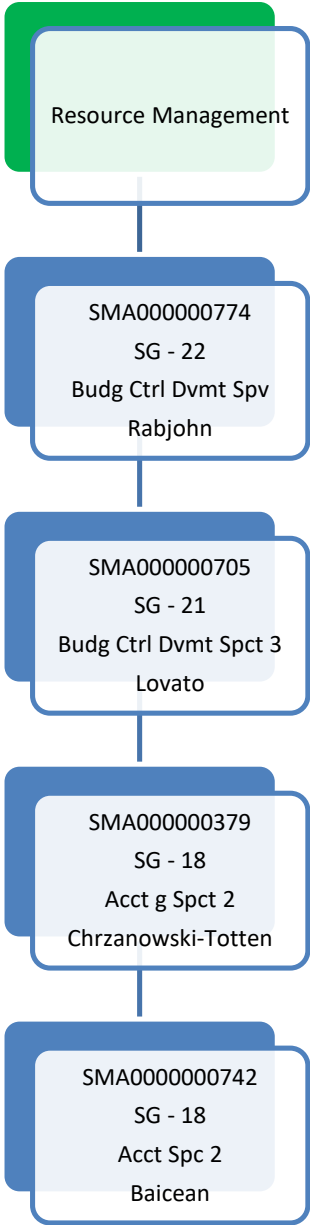 Resource Management
SMA000000774
SG - 22
Budg Ctrl Dvmt Spv
Rabjohn
SMA000000705
SG - 21
Budg Ctrl Dvmt Spct 3
Lovato
SMA000000379
SG - 18
Acct g Spct 2
Chrzanowski-Totten
SMA0000000742
SG - 18
Acct Spc 2
Baicean